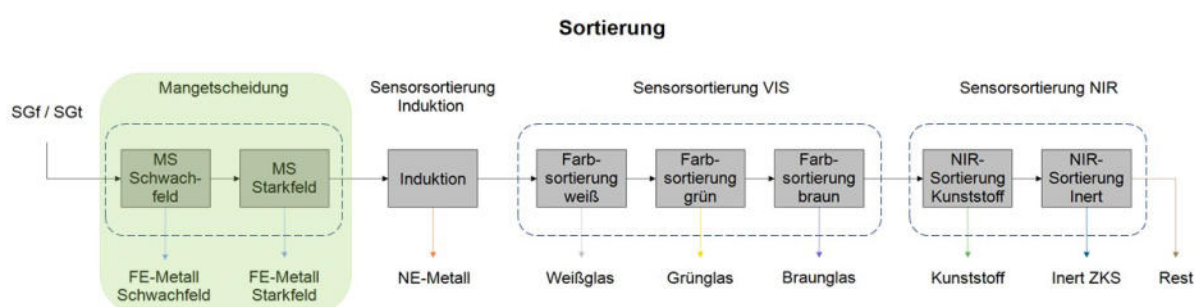 Sortierung
Mangetscheidung
Sensorsortierung
Induktion
Sensorsortierung VIS
Sensorsortierung NIR
SGf / SGt
MS
Schwach-
feld
MS
Starkfeld
Induktion
Farb-
sortierung
weiß
Farb-
sortierung
grün
Farb-
sortierung
braun
NIR-
Sortierung
Kunststoff
NIR-
Sortierung
Inert
FE-Metall
Schwachfeld
FE-Metall
Starkfeld
NE-Metall
Weißglas
Grünglas
Braunglas
Kunststoff
Inert ZKS
Rest